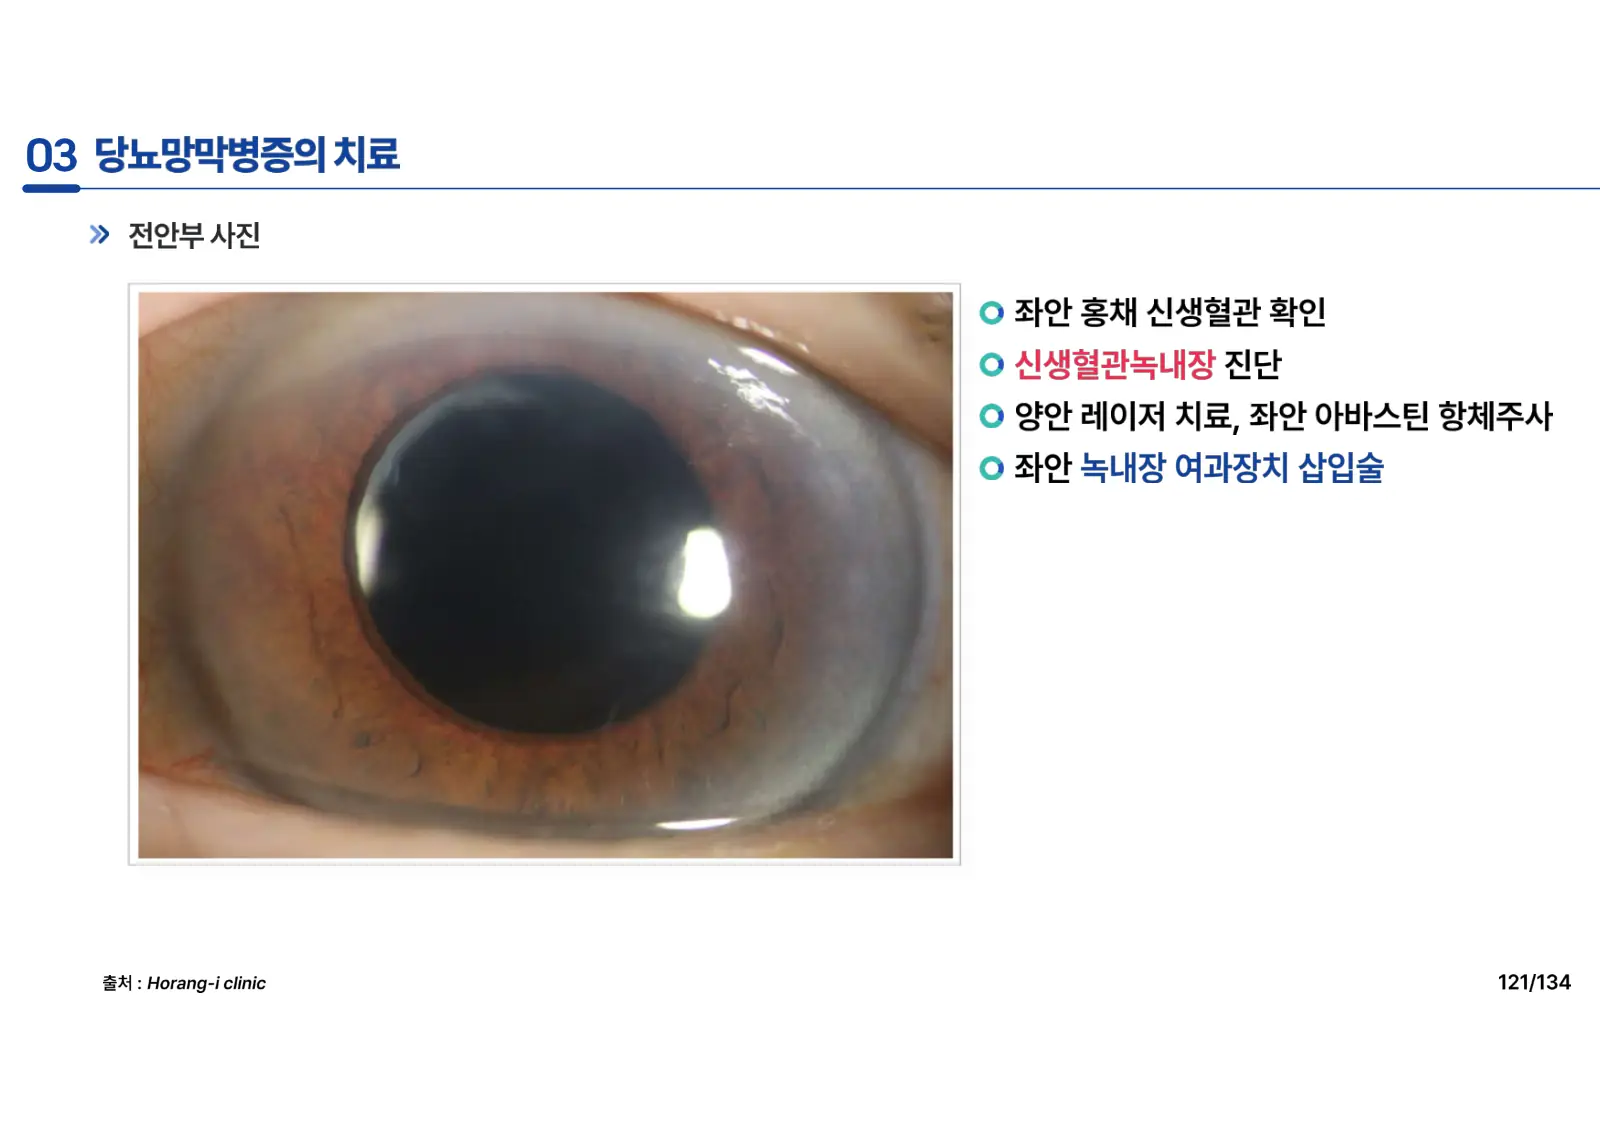 03 당뇨망막병증의 치료
전안부 사진
좌안 홍채 신생혈관 확인
신생혈관녹내장 진단
양안 레이저 치료, 좌안 아바스틴 항체주사
좌안 녹내장 여과장치 삽입술
출처 : Horang-i clinic
121/134